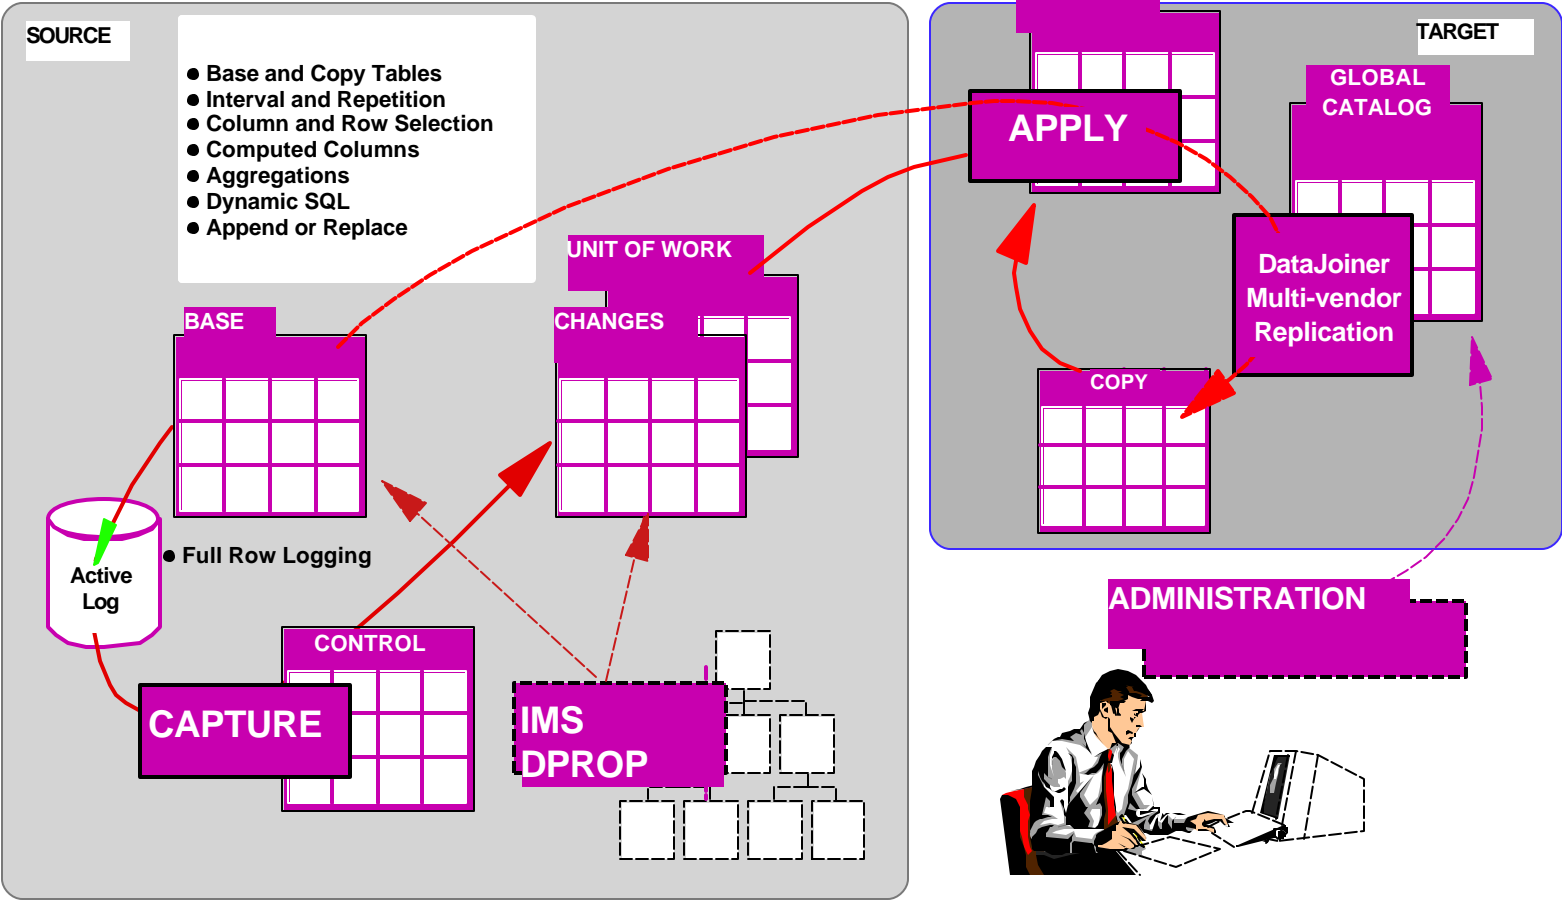 SOURCE
● Base and Copy Tables
● Interval and Repetition
● Column and Row Selection
● Computed Columns
● Aggregations
● Dynamic SQL
● Append or Replace
TARGET
GLOBAL
CATALOG
APPLY
UNIT OF WORK
DataJoiner
Multi-vendor
Replication
BASE
CHANGES
COPY
● Full Row Logging
Active
Log
ADMINISTRATION
CONTROL
CAPTURE
IMS
DPROP